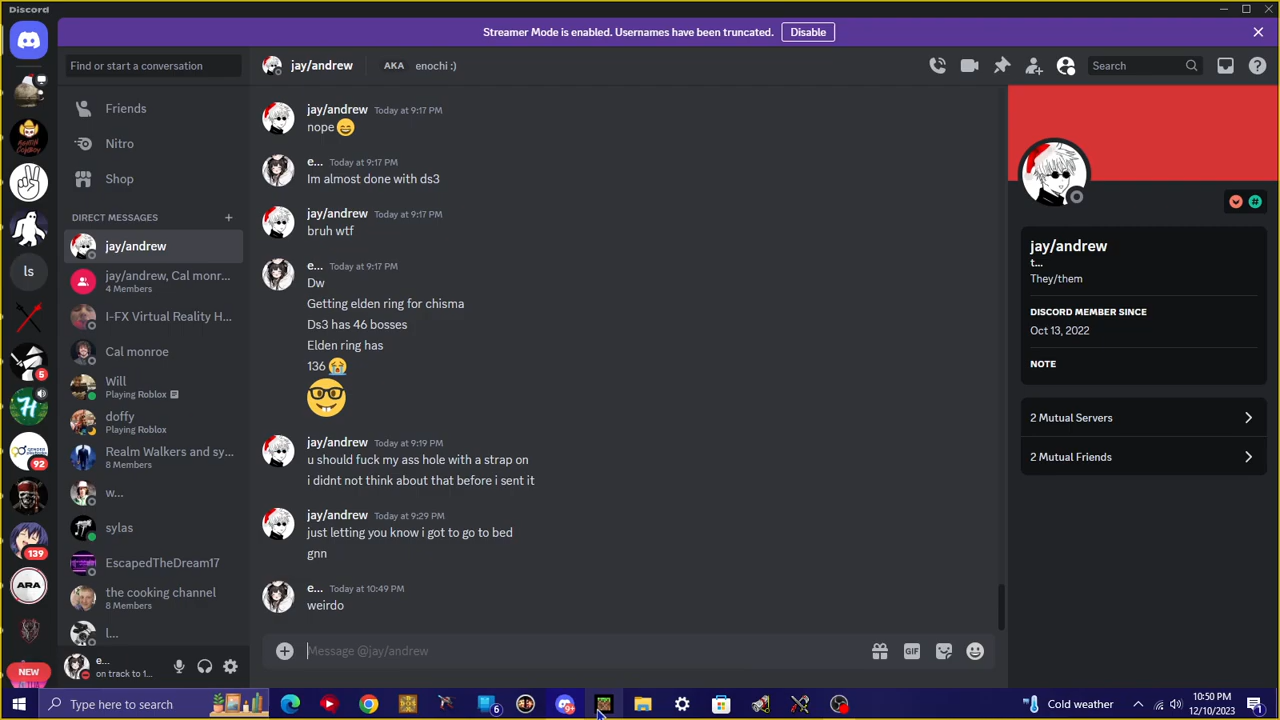 Discord
Streamer Mode is enabled. Usernames have been truncated. Disable
Find or start a conversation
jay/andrew AKA enochi :)
Search
Friends
Nitro
Shop
DIRECT MESSAGES +
jay/andrew
jay/andrew, Cal monr...
4 Members
I-FX Virtual Reality H...
Cal monroe
Will
Playing Roblox
doffy
Playing Roblox
Realm Walkers and sy...
8 Members
w...
sylas
EscapedTheDream17
the cooking channel
8 Members
l...
e...
on track to 1...
ls
5
92
139
ARA
NEW
jay/andrew Today at 9:17 PM
nope 😄
e... Today at 9:17 PM
Im almost done with ds3
jay/andrew Today at 9:17 PM
bruh wtf
e... Today at 9:17 PM
Dw
Getting elden ring for chisma
Ds3 has 46 bosses
Elden ring has
136 😭
🤓
jay/andrew Today at 9:19 PM
u should fuck my ass hole with a strap on
i didnt not think about that before i sent it
jay/andrew Today at 9:29 PM
just letting you know i got to go to bed
gnn
e... Today at 10:49 PM
weirdo
Message @jay/andrew
GIF
jay/andrew
t...
They/them
DISCORD MEMBER SINCE
Oct 13, 2022
NOTE
2 Mutual Servers
2 Mutual Friends
Type here to search
5
9+
Cold weather
10:50 PM
12/10/2023